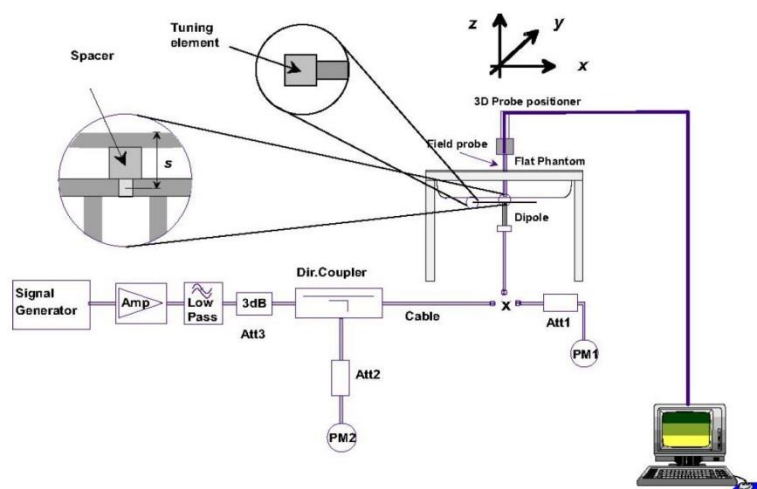 Tuning
element
Spacer
s
z
y
x
3D Probe positioner
Field probe
Flat Phantom
Dipole
Signal
Generator
Amp
Low
Pass
3dB
Att3
Dir.Coupler
Cable
x
Att1
PM1
Att2
PM2